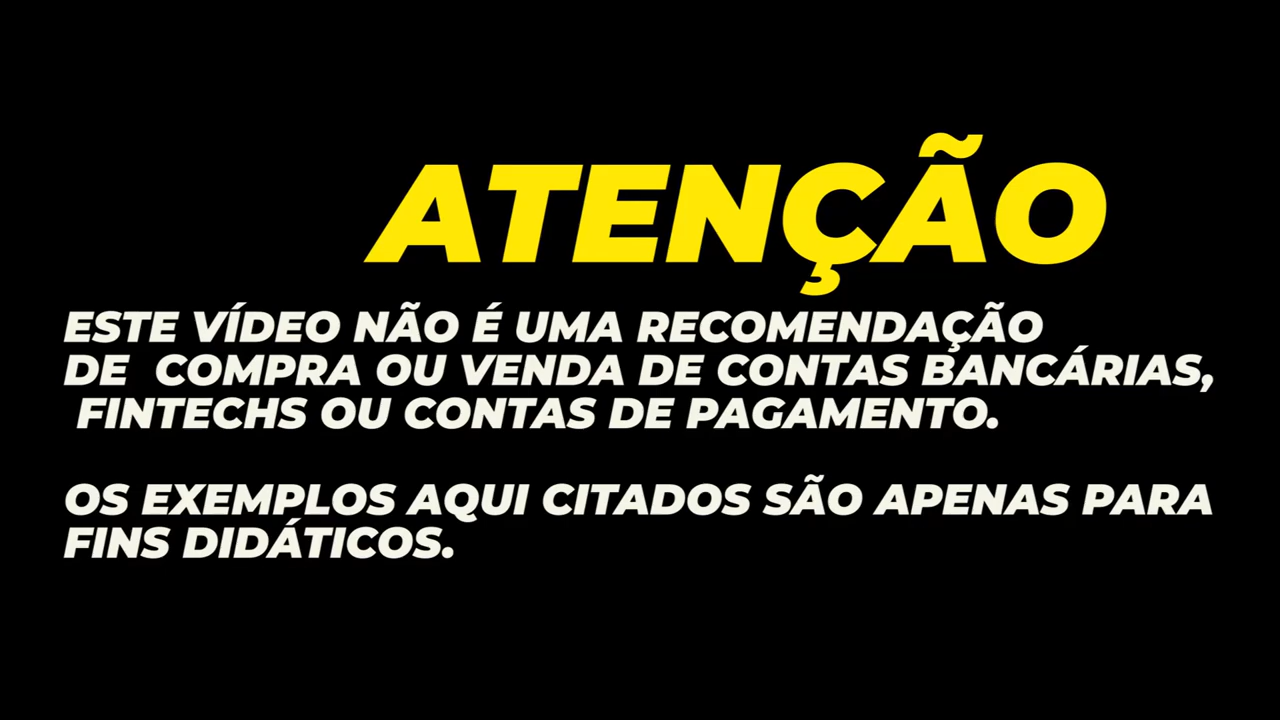 ATENÇÃO
ESTE VÍDEO NÃO É UMA RECOMENDAÇÃO
DE COMPRA OU VENDA DE CONTAS BANCÁRIAS,
FINTECHS OU CONTAS DE PAGAMENTO.
OS EXEMPLOS AQUI CITADOS SÃO APENAS PARA
FINS DIDÁTICOS.